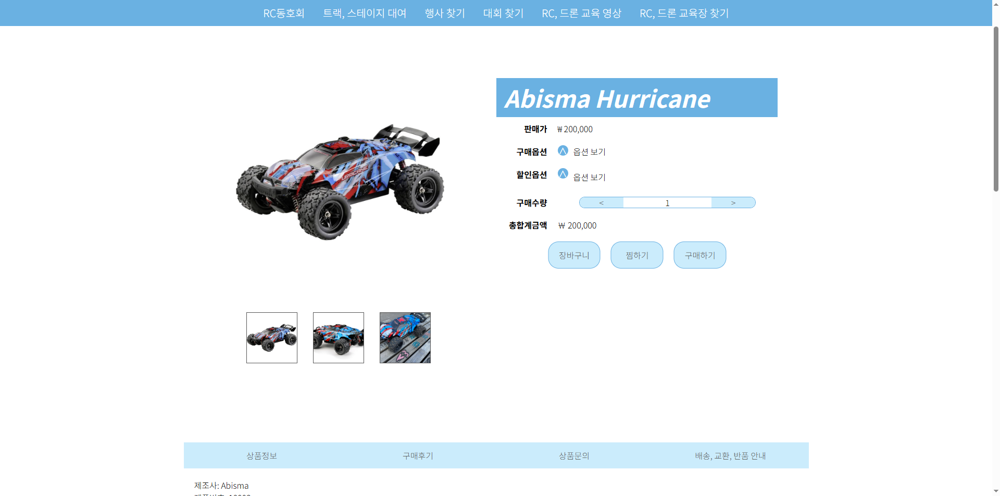 RC동호회 트랙, 스테이지 대여 행사 찾기 대회 찾기 RC, 드론 교육 영상 RC, 드론 교육장 찾기
Abisma Hurricane
판매가 ₩ 200,000
구매옵션 옵션 보기
할인옵션 옵션 보기
구매수량 < 1 >
총합계금액 ₩ 200,000
장바구니 찜하기 구매하기
URRICANE
상품정보 구매후기 상품문의 배송, 교환, 반품 안내
제조사: Abisma